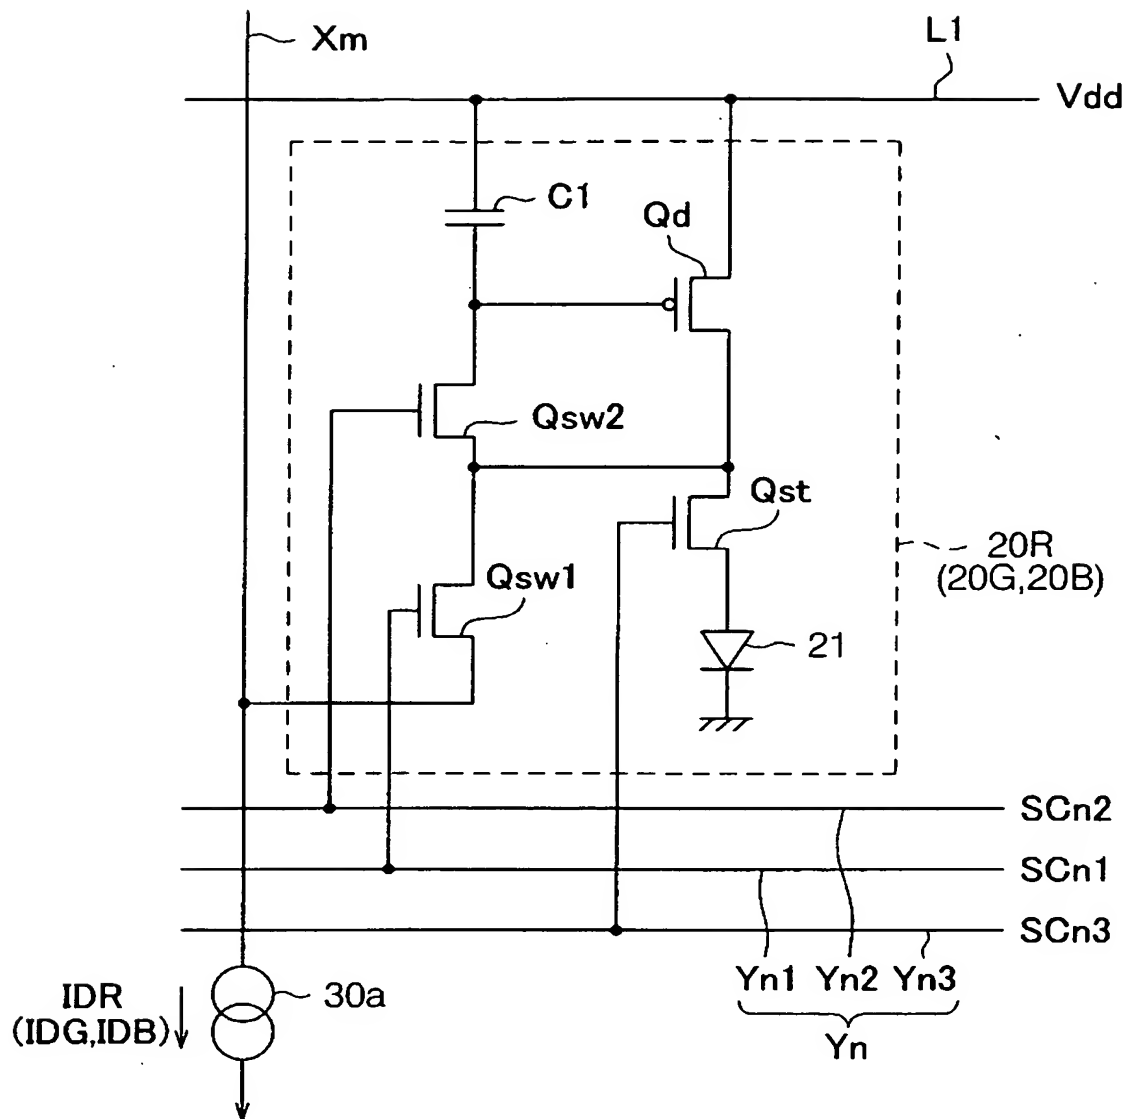 Xm
L1
Vdd
C1
Qd
Qsw2
Qst
20R
(20G,20B)
Qsw1
21
SCn2
SCn1
SCn3
Yn1 Yn2 Yn3
Yn
30a
IDR
(IDG,IDB)